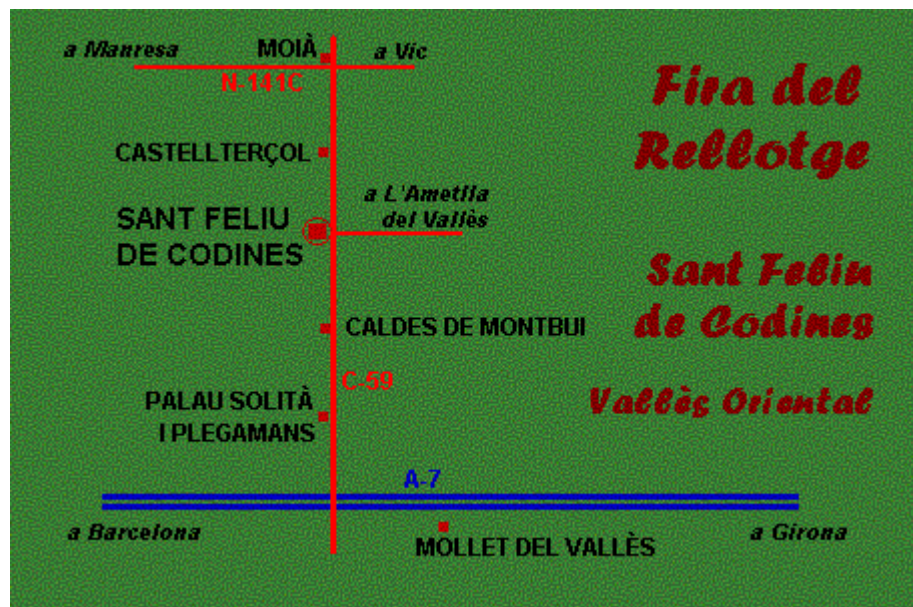 a Manresa
MOIÀ
a Vic
N-141C
Fira del
Rellotge
CASTELLTERÇOL
a L'Ametlla
del Vallès
SANT FELIU
DE CODINES
Sant Feliu
de Codines
CALDES DE MONTBUI
C-59
Vallès Oriental
PALAU SOLITÀ
I PLEGAMANS
A-7
a Barcelona
a Girona
MOLLET DEL VALLÈS